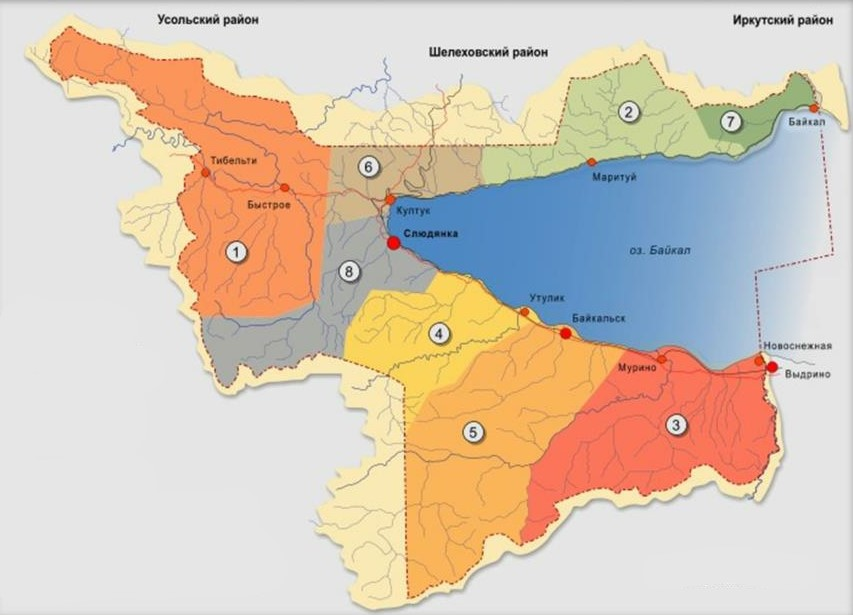 Усольский район
Иркутский район
Шелеховский район
2
7
Байкал
Тибельти
6
Маритуй
Быстрое
Култук
Слюдянка
1
оз. Байкал
8
Утулик
Байкальск
4
Новоснежная
Мурино
Выдрино
3
5